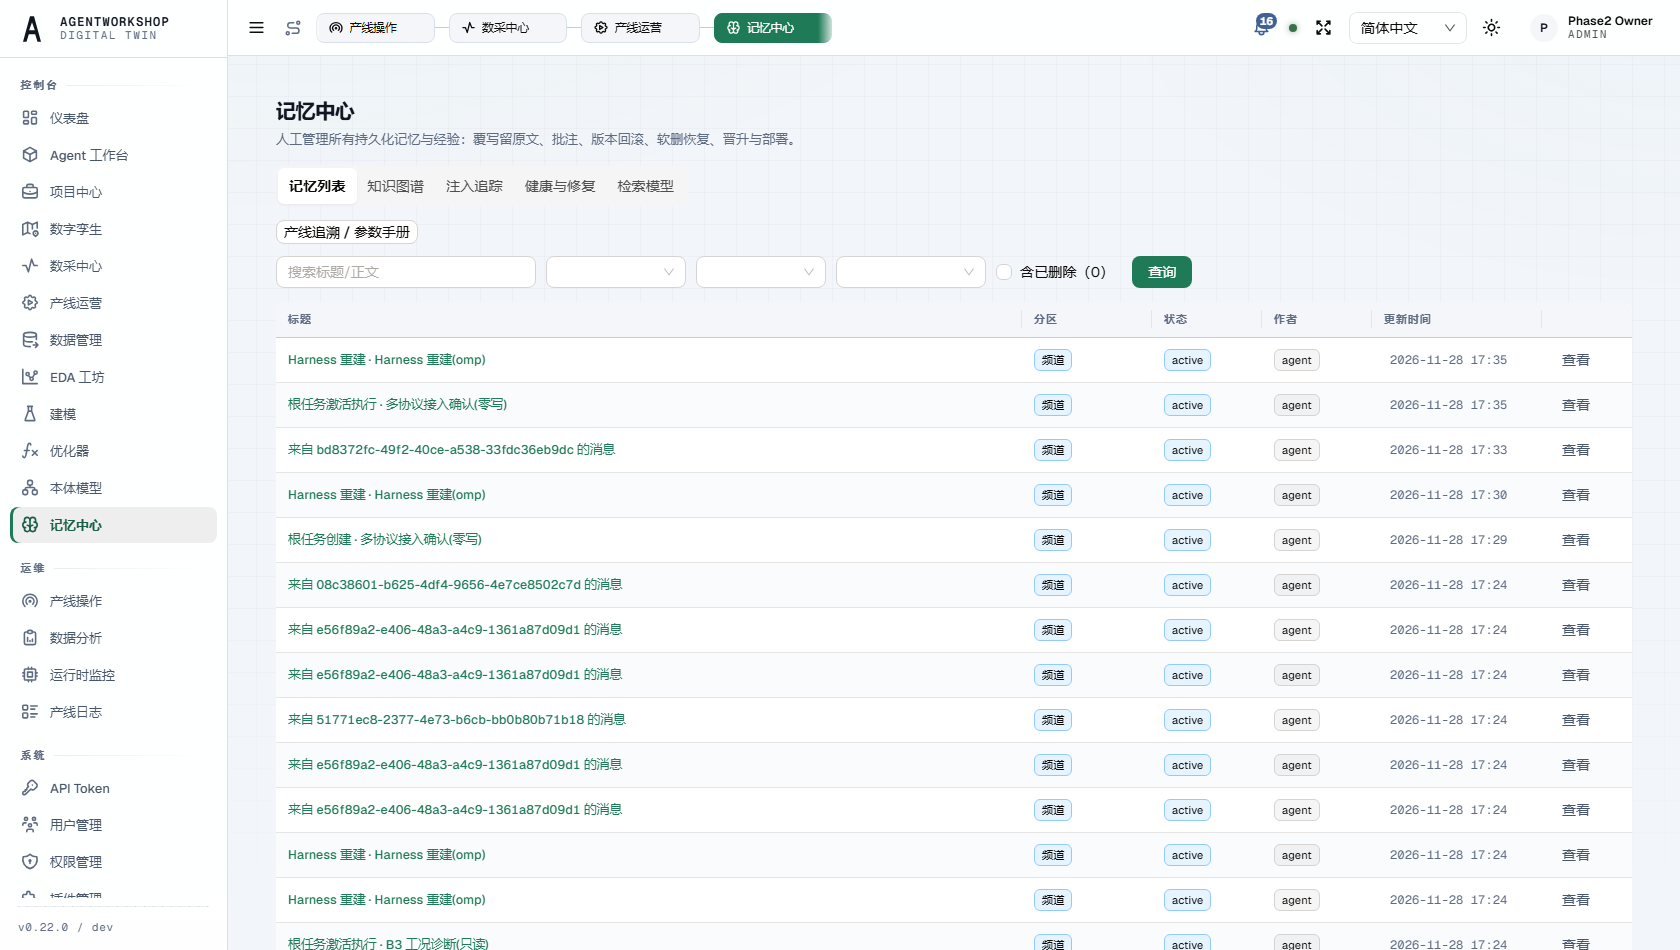 AGENTWORKSHOP
DIGITAL TWIN
产线操作
数采中心
产线运营
记忆中心
16
简体中文
P
Phase2 Owner
ADMIN
控制台
仪表盘
Agent 工作台
项目中心
数字孪生
数采中心
产线运营
数据管理
EDA 工坊
建模
优化器
本体模型
记忆中心
运维
产线操作
数据分析
运行时监控
产线日志
系统
API Token
用户管理
权限管理
插件管理
v0.22.0 / dev
记忆中心
人工管理所有持久化记忆与经验：覆写留原文、批注、版本回滚、软删恢复、晋升与部署。
记忆列表 知识图谱 注入追踪 健康与修复 检索模型
产线追溯 / 参数手册
搜索标题/正文 含已删除（0） 查询
标题 分区 状态 作者 更新时间
Harness 重建 · Harness 重建(omp) 频道 active agent 2026-11-28 17:35 查看
根任务激活执行 · 多协议接入确认(零写) 频道 active agent 2026-11-28 17:35 查看
来自 bd8372fc-49f2-40ce-a538-33fdc36eb9dc 的消息 频道 active agent 2026-11-28 17:33 查看
Harness 重建 · Harness 重建(omp) 频道 active agent 2026-11-28 17:30 查看
根任务创建 · 多协议接入确认(零写) 频道 active agent 2026-11-28 17:29 查看
来自 08c38601-b625-4df4-9656-4e7ce8502c7d 的消息 频道 active agent 2026-11-28 17:24 查看
来自 e56f89a2-e406-48a3-a4c9-1361a87d09d1 的消息 频道 active agent 2026-11-28 17:24 查看
来自 e56f89a2-e406-48a3-a4c9-1361a87d09d1 的消息 频道 active agent 2026-11-28 17:24 查看
来自 51771ec8-2377-4e73-b6cb-bb0b80b71b18 的消息 频道 active agent 2026-11-28 17:24 查看
来自 e56f89a2-e406-48a3-a4c9-1361a87d09d1 的消息 频道 active agent 2026-11-28 17:24 查看
来自 e56f89a2-e406-48a3-a4c9-1361a87d09d1 的消息 频道 active agent 2026-11-28 17:24 查看
Harness 重建 · Harness 重建(omp) 频道 active agent 2026-11-28 17:24 查看
Harness 重建 · Harness 重建(omp) 频道 active agent 2026-11-28 17:24 查看
根任务激活执行 · B3 工况诊断(只读) 频道 active agent 2026-11-28 17:24 查看